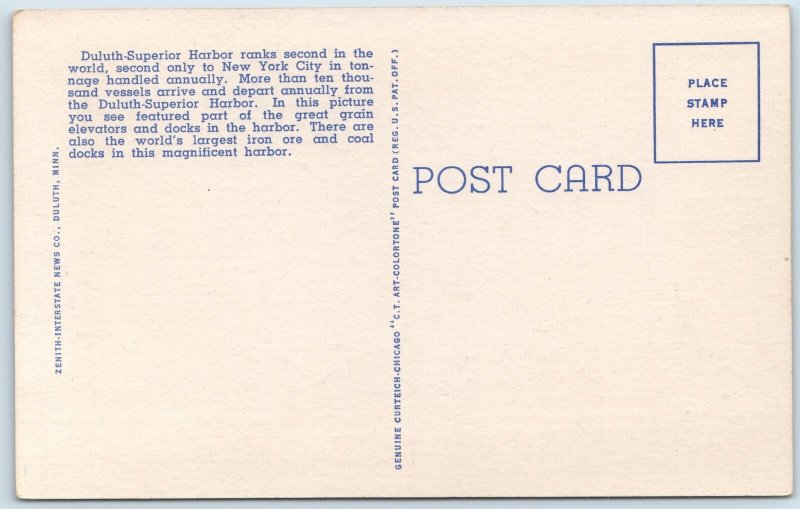 Duluth-Superior Harbor ranks second in the
world, second only to New York City in ton-
nage handled annually. More than ten thou-
sand vessels arrive and depart annually from
the Duluth-Superior Harbor. In this picture
you see featured part of the great grain
elevators and docks in the harbor. There are
also the world's largest iron ore and coal
docks in this magnificent harbor.
ZENITH-INTERSTATE NEWS CO., DULUTH, MINN.
GENUINE CURTEICH-CHICAGO "C.T. ART-COLORTONE" POST CARD (REG. U.S. PAT. OFF.)
POST CARD
PLACE
STAMP
HERE